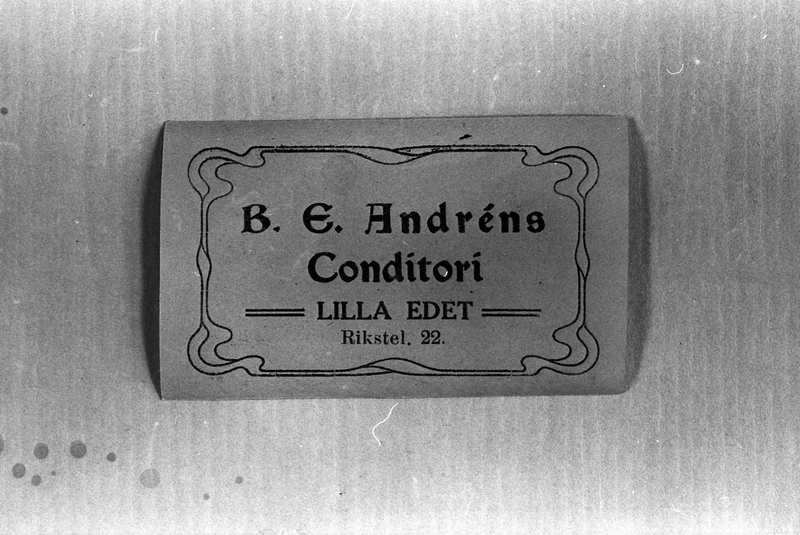 B. E. Andréns
Conditori
LILLA EDET
Rikstel. 22.